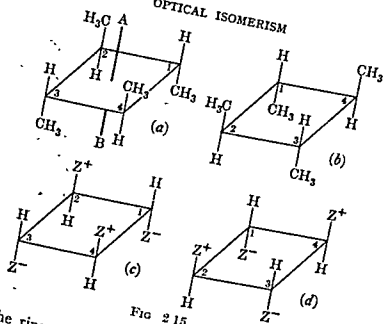 OPTICAL ISOMERISM
H₃C A
H
2
H
H
1
CH₃
CH₃
3
4
CH₃
B
H
(a)
H
CH₃
H₃C
1
CH₃
4
H
H
2
3
H
CH₃
(b)
Z⁺
H
2
H
H
1
Z⁺
Z⁻
3
4
Z⁻
H
(c)
H
Z⁺
Z⁺
1
Z⁻
4
H
H
2
3
H
Z⁻
(d)
FIG 2 15